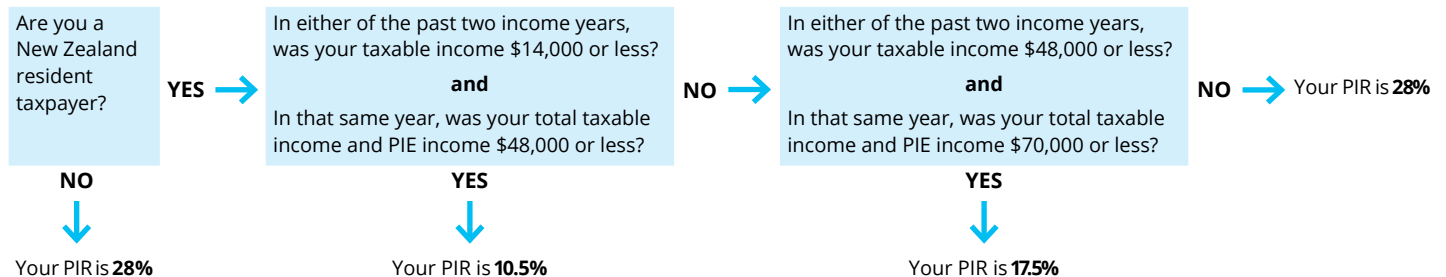 Are you a
New Zealand
resident
taxpayer?
YES
In either of the past two income years,
was your taxable income $14,000 or less?
and
In that same year, was your total taxable
income and PIE income $48,000 or less?
NO
In either of the past two income years,
was your taxable income $48,000 or less?
and
In that same year, was your total taxable
income and PIE income $70,000 or less?
NO
Your PIR is 28%
NO
YES
YES
Your PIR is 28%
Your PIR is 10.5%
Your PIR is 17.5%